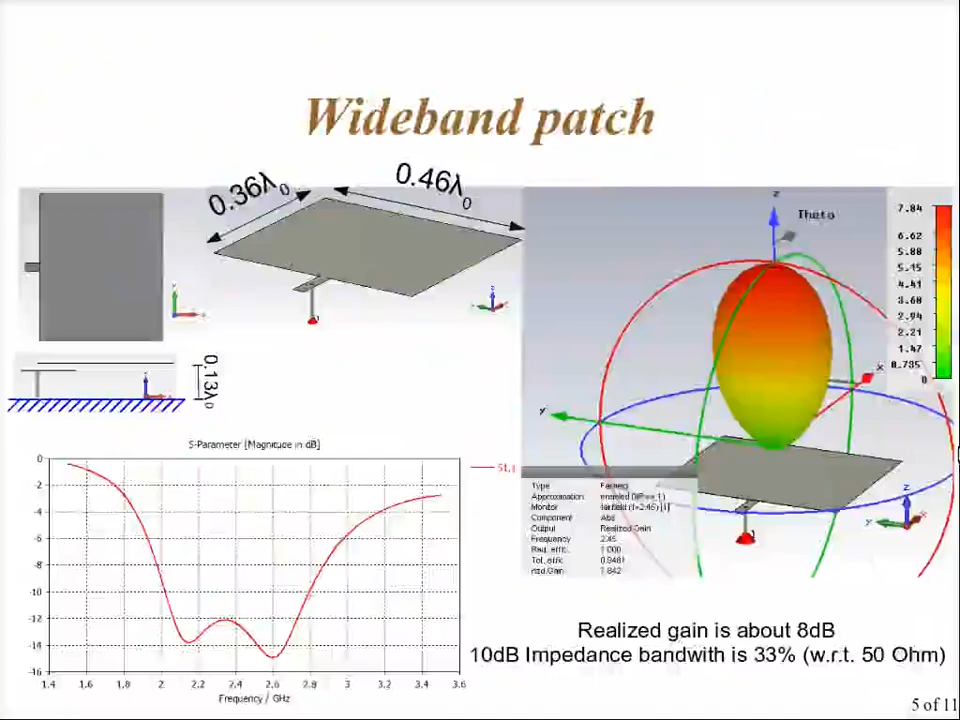 Wideband patch
0.36λ0
0.46λ0
0.13λ0
z
Theta
y
x
7.84
6.62
5.88
5.15
4.41
3.68
2.94
2.21
1.47
0.735
0
S-Parameter [Magnitude in dB]
S1,1
0
-2
-4
-6
-8
-10
-12
-14
-16
1.4 1.6 1.8 2 2.2 2.4 2.6 2.8 3 3.2 3.4 3.6
Frequency / GHz
Type Farfield
Approximation enabled (kR >> 1)
Monitor farfield (f=2.45) [1]
Component Abs
Output Realized Gain
Frequency 2.45
Rad. effic. 1.000
Tot. effic. 0.9481
rlzd.Gain 7.842
1
z
y
x
Realized gain is about 8dB
10dB Impedance bandwith is 33% (w.r.t. 50 Ohm)
5 of 11